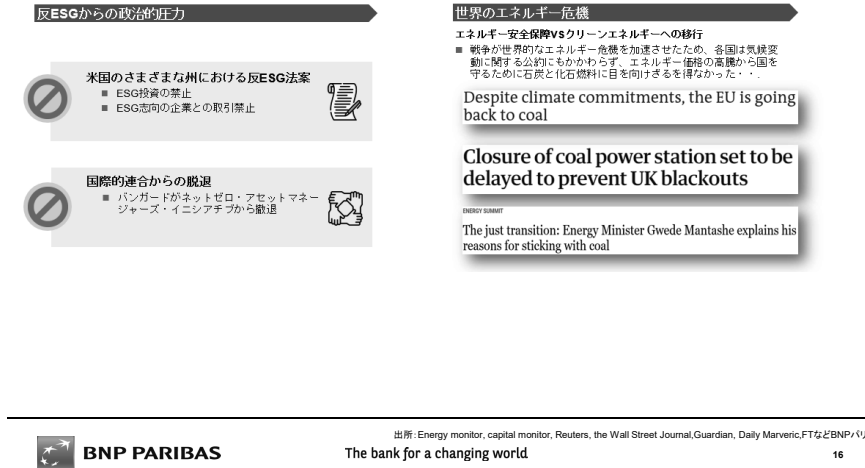 反ESGからの政治的圧力
米国のさまざまな州における反ESG法案
■ ESG投資の禁止
■ ESG志向の企業との取引禁止
国際的連合からの脱退
■ バンガードがネットゼロ・アセットマネー
ジャーズ・イニシアチブから撤退
世界のエネルギー危機
エネルギー安全保障VSクリーンエネルギーへの移行
■ 戦争が世界的なエネルギー危機を加速させたため、各国は気候変
動に関する公約にもかかわらず、エネルギー価格の高騰から国を
守るために石炭と化石燃料に目を向けざるを得なかった・・.
Despite climate commitments, the EU is going
back to coal
Closure of coal power station set to be
delayed to prevent UK blackouts
ENERGY SUMMIT
The just transition: Energy Minister Gwede Mantashe explains his
reasons for sticking with coal
出所：Energy monitor, capital monitor, Reuters, the Wall Street Journal,Guardian, Daily Marveric,FTなどBNPパリ
BNP PARIBAS
The bank for a changing world
16